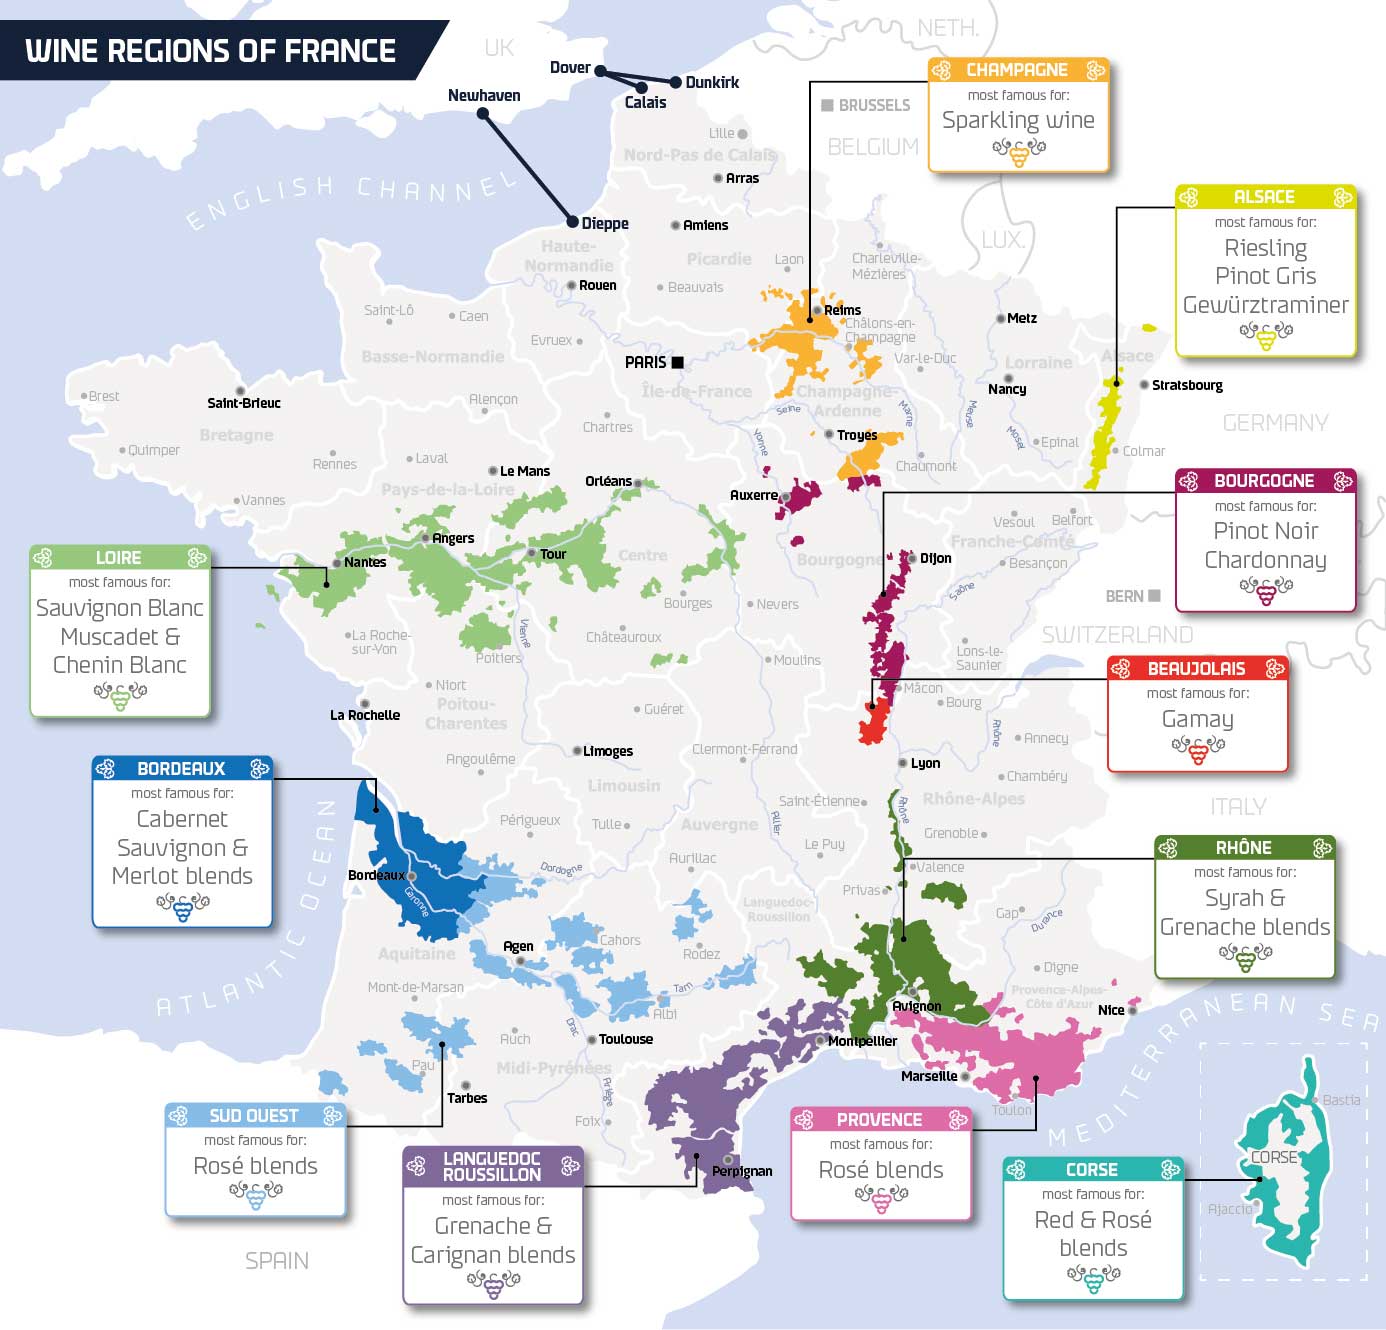 WINE REGIONS OF FRANCE
UK
NETH.
Dover
Dunkirk
Calais
Newhaven
Dieppe
BRUSSELS
BELGIUM
LUX.
ENGLISH CHANNEL
CHAMPAGNE
most famous for:
Sparkling wine
ALSACE
most famous for:
Riesling
Pinot Gris
Gewürztraminer
Lille
Nord-Pas de Calais
Arras
Amiens
Haute-
Normandie
Picardie
Laon
Charleville-
Mézières
Rouen
Beauvais
Saint-Lô
Caen
Reims
Châlons-en-
Champagne
Metz
Evruex
Basse-Normandie
PARIS
Var-le-Duc
Lorraine
Alsace
Île-de-France
Champagne-
Ardenne
Nancy
Stratsbourg
Brest
Saint-Brieuc
Alençon
Chartres
Seine
Marne
Meuse
Mosel
GERMANY
Bretagne
Quimper
Rennes
Laval
Le Mans
Yonne
Troyes
Epinal
Colmar
Chaumont
Vannes
Pays-de-la-Loire
Orléans
Auxerre
BOURGOGNE
most famous for:
Pinot Noir
Chardonnay
Vesoul
Belfort
Franche-Comté
Besançon
Angers
Tour
Centre
Bourgogne
Dijon
Nantes
Saône
BERN
SWITZERLAND
LOIRE
most famous for:
Sauvignon Blanc
Muscadet &
Chenin Blanc
Bourges
Nevers
La Roche-
sur-Yon
Vienne
Châteauroux
Poitiers
Moulins
Lons-le-
Saunier
BEAUJOLAIS
most famous for:
Gamay
Niort
Poitou-
Charentes
La Rochelle
Guéret
Mâcon
Bourg
Rhône
Annecy
Limoges
Clermont-Ferrand
Lyon
Chambéry
Angoulême
Limousin
Saint-Étienne
Rhône-Alpes
ITALY
BORDEAUX
most famous for:
Cabernet
Sauvignon &
Merlot blends
Périgueux
Tulle
Auvergne
Allier
Rhône
Grenoble
Le Puy
Aurillac
Valence
Privas
Dordogne
Bordeaux
Garonne
RHÔNE
most famous for:
Syrah &
Grenache blends
Languedoc-
Roussillon
Gap
Durance
ATLANTIC OCEAN
Aquitaine
Agen
Cahors
Rodez
Digne
Mont-de-Marsan
Tarn
Albi
Avignon
Provence-Alpes-
Côte d'Azur
Nice
MEDITERRANEAN SEA
Auch
Drac
Toulouse
Montpellier
Pau
Midi-Pyrénées
Marseille
Tarbes
Ariège
Toulon
Foix
SUD OUEST
most famous for:
Rosé blends
LANGUEDOC
ROUSSILLON
most famous for:
Grenache &
Carignan blends
Perpignan
PROVENCE
most famous for:
Rosé blends
CORSE
most famous for:
Red & Rosé
blends
Bastia
CORSE
Ajaccio
SPAIN